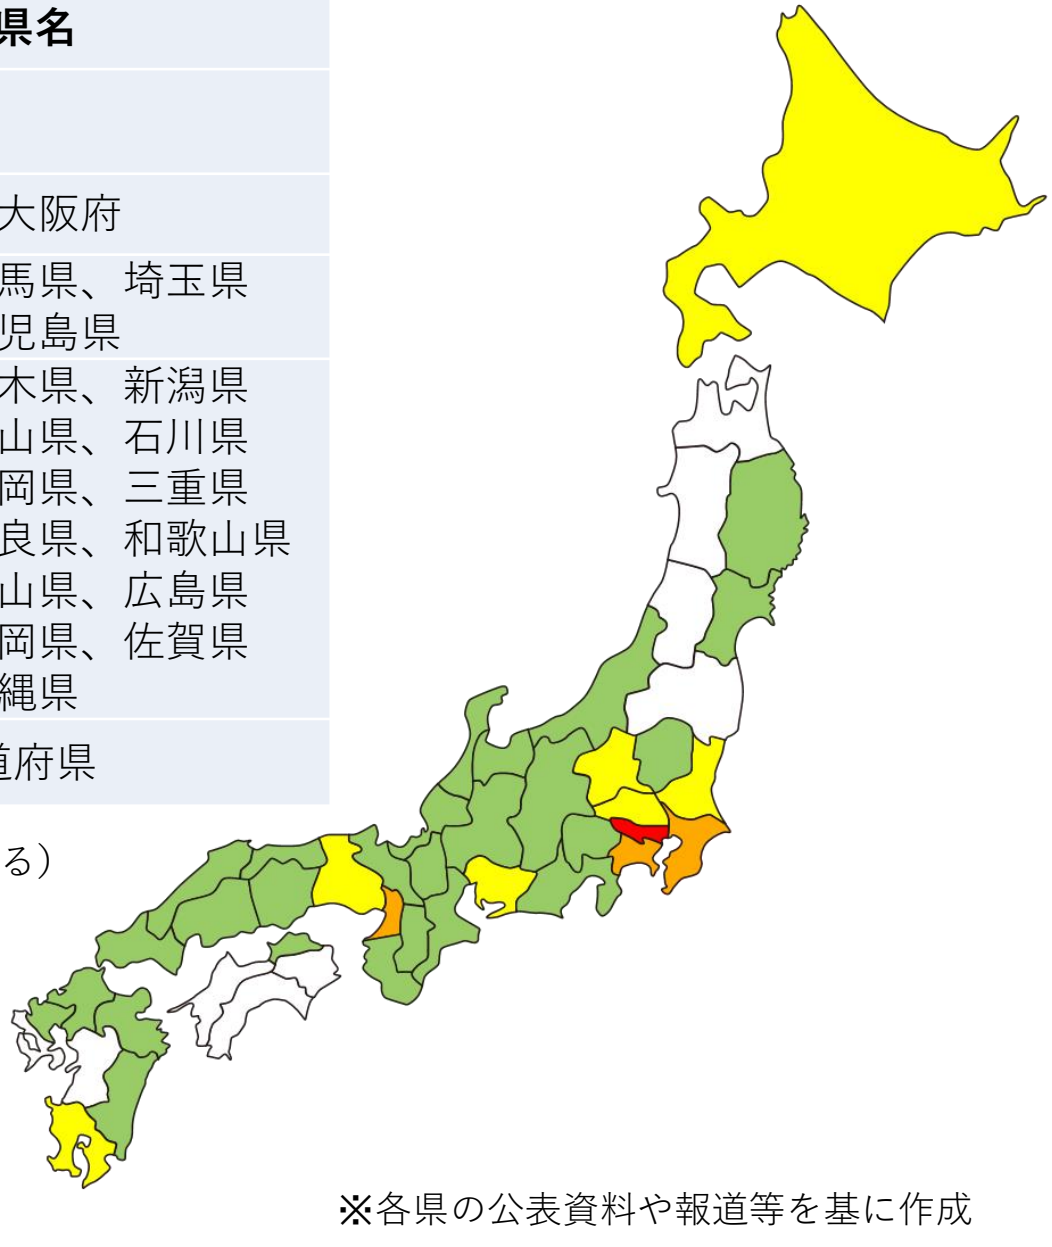 県名
大阪府
馬県、埼玉県
児島県
木県、新潟県
山県、石川県
岡県、三重県
良県、和歌山県
山県、広島県
岡県、佐賀県
縄県
道府県
る）
※各県の公表資料や報道等を基に作成